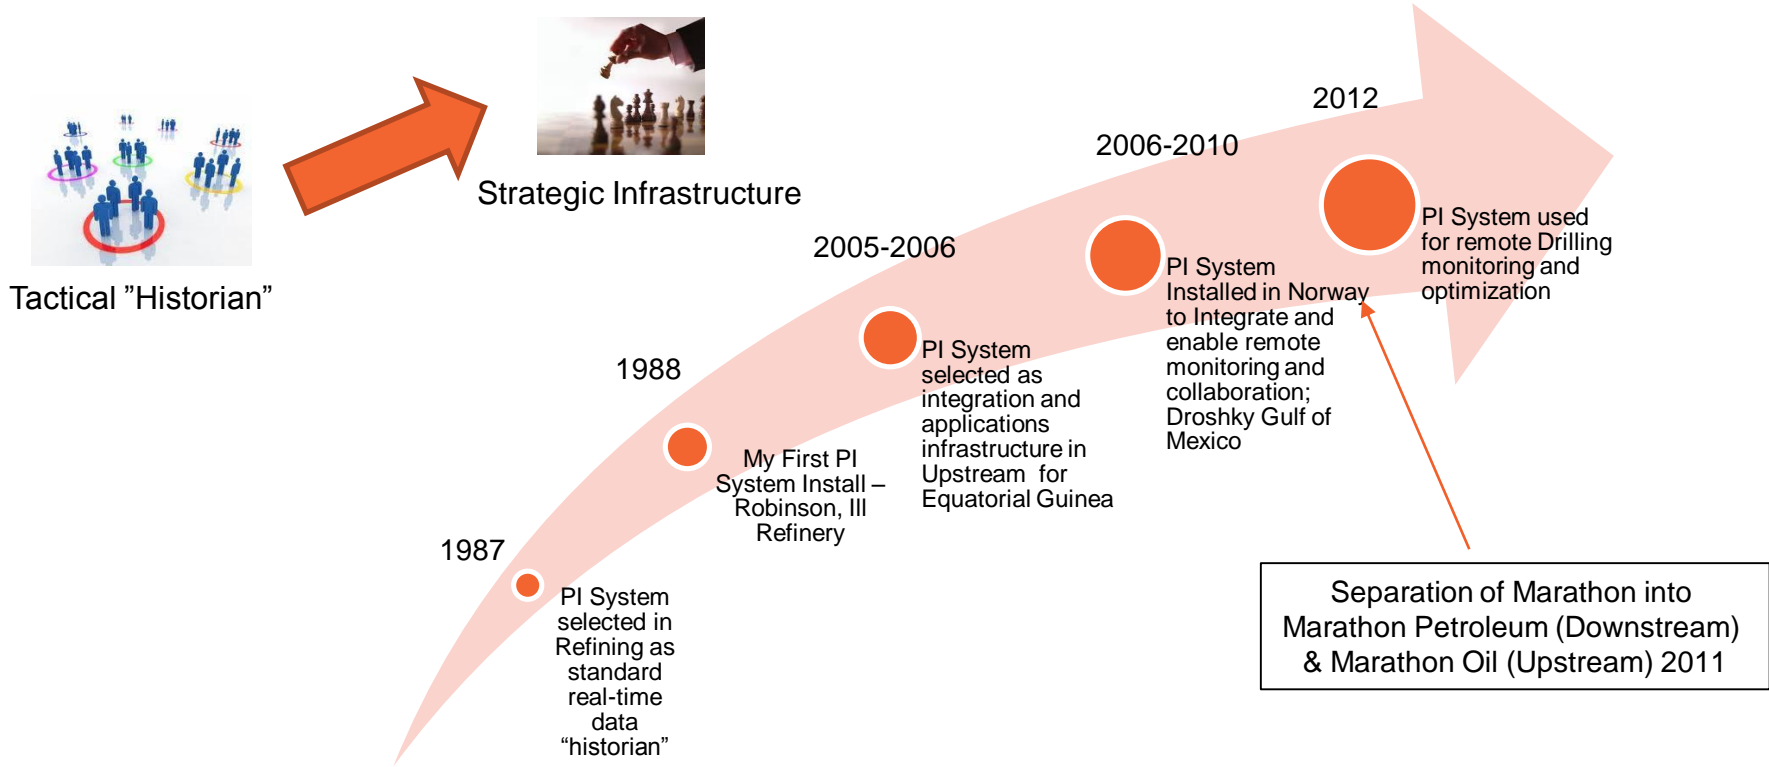 Tactical ”Historian”
Strategic Infrastructure
1987
PI System
selected in
Refining as
standard
real-time
data
“historian”
1988
My First PI
System Install –
Robinson, Ill
Refinery
2005-2006
PI System
selected as
integration and
applications
infrastructure in
Upstream for
Equatorial Guinea
2006-2010
PI System
Installed in Norway
to Integrate and
enable remote
monitoring and
collaboration;
Droshky Gulf of
Mexico
2012
PI System used
for remote Drilling
monitoring and
optimization
Separation of Marathon into
Marathon Petroleum (Downstream)
& Marathon Oil (Upstream) 2011